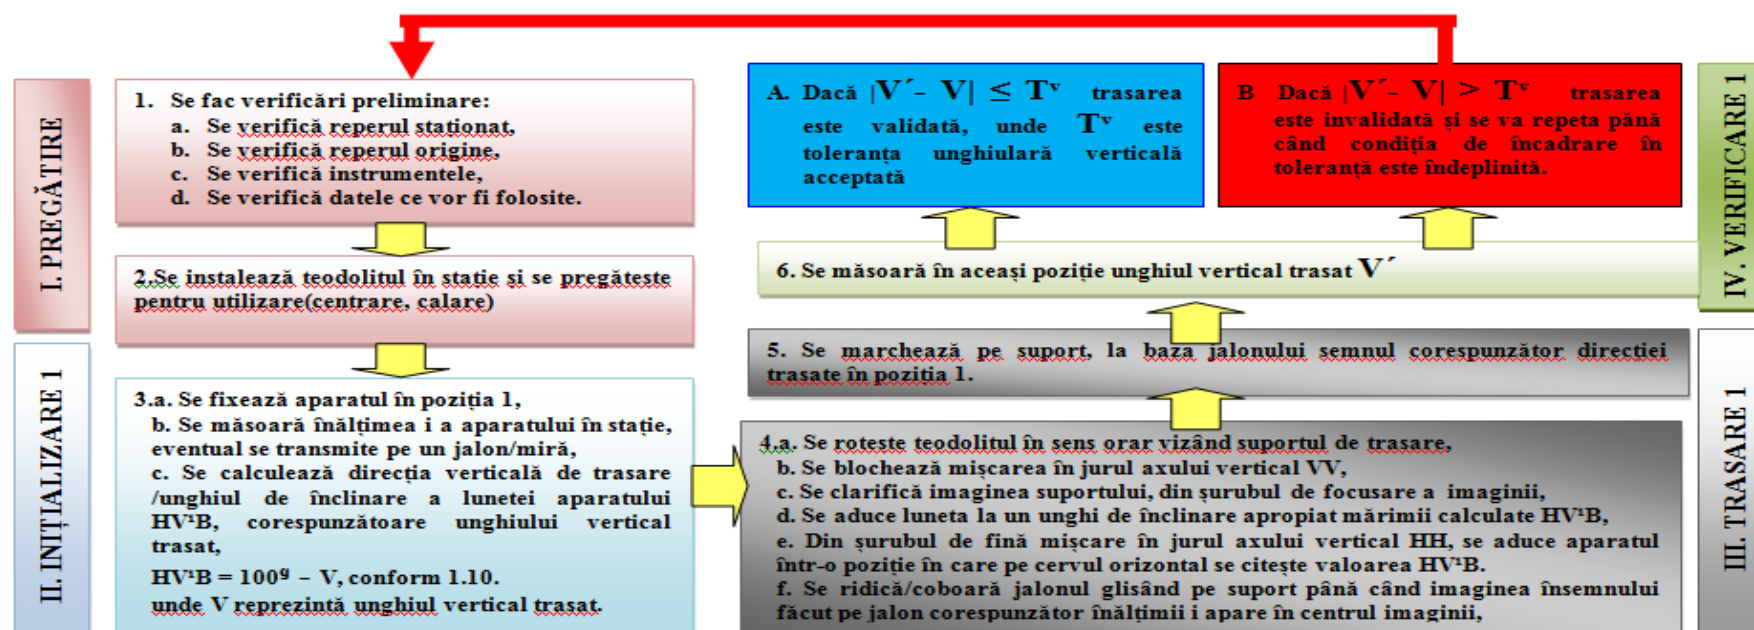 I. PREGĂTIRE
1. Se fac verificări preliminare:
a. Se verifică reperul staționat,
b. Se verifică reperul origine,
c. Se verifică instrumentele,
d. Se verifică datele ce vor fi folosite.
2.Se instalează teodolitul în stație și se pregătește
pentru utilizare(centrare, calare)
II. INIȚIALIZARE 1
3.a. Se fixează aparatul în poziția 1,
b. Se măsoară înălțimea i a aparatului în stație,
eventual se transmite pe un jalon/miră,
c. Se calculează direcția verticală de trasare
/unghiul de înclinare a lunetei aparatului
HV¹B, corespunzătoare unghiului vertical
trasat,
HV¹B = 100ᵍ – V, conform 1.10.
unde V reprezintă unghiul vertical trasat.
III. TRASARE 1
4.a. Se rotește teodolitul în sens orar vizând suportul de trasare,
b. Se blochează mișcarea în jurul axului vertical VV,
c. Se clarifică imaginea suportului, din șurubul de focusare a imaginii,
d. Se aduce luneta la un unghi de înclinare apropiat mărimii calculate HV¹B,
e. Din șurubul de fină mișcare în jurul axului vertical HH, se aduce aparatul
într-o poziție în care pe cervul orizontal se citește valoarea HV¹B.
f. Se ridică/coboară jalonul glisând pe suport până când imaginea însemnului
făcut pe jalon corespunzător înălțimii i apare în centrul imaginii,
5. Se marchează pe suport, la baza jalonului semnul corespunzător direcției
trasate în poziția 1.
IV. VERIFICARE 1
6. Se măsoară în aceași poziție unghiul vertical trasat V´
A. Dacă |V´- V| ≤ Tᵛ trasarea
este validată, unde Tᵛ este
toleranța unghiulară verticală
acceptată
B Dacă |V´- V| > Tᵛ trasarea
este invalidată și se va repeta până
când condiția de încadrare în
toleranță este îndeplinită.